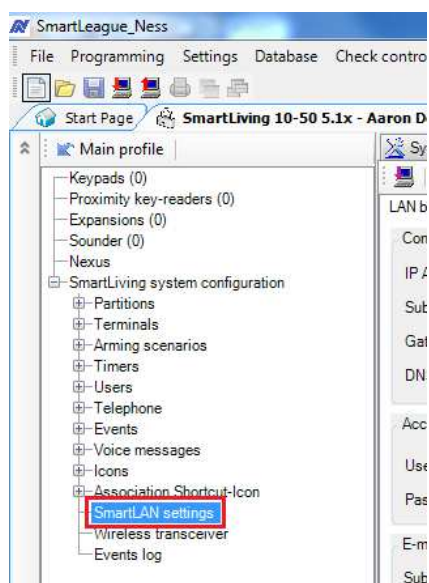 SmartLeague_Ness
File Programming Settings Database Check contro
Start Page SmartLiving 10-50 5.1x - Aaron D
Main profile Sy
Keypads (0)
Proximity key-readers (0)
Expansions (0)
Sounder (0)
Nexus
SmartLiving system configuration
Partitions
Terminals
Arming scenarios
Timers
Users
Telephone
Events
Voice messages
Icons
Association Shortcut-Icon
SmartLAN settings
Wireless transceiver
Events log
LAN b
Con
IP A
Sub
Gat
DN
Acc
Use
Pas
E-m
Sub